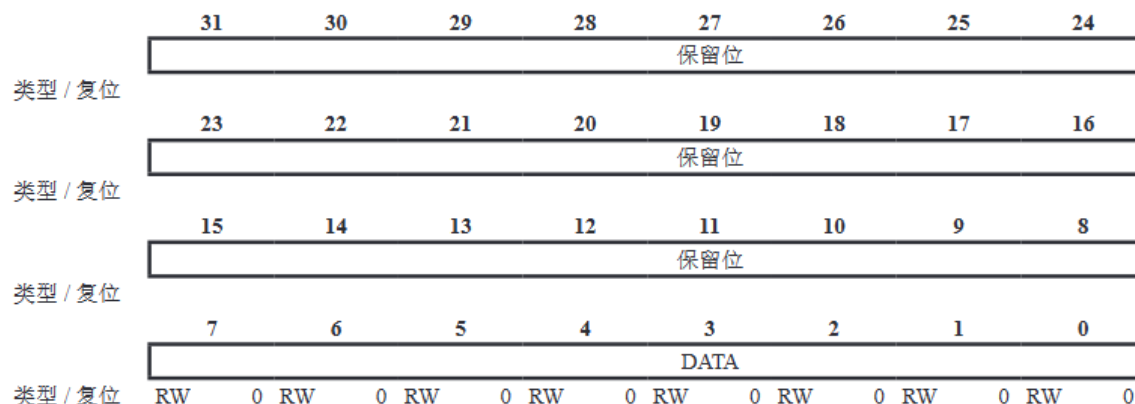 31 30 29 28 27 26 25 24
保留位
类型 / 复位
23 22 21 20 19 18 17 16
保留位
类型 / 复位
15 14 13 12 11 10 9 8
保留位
类型 / 复位
7 6 5 4 3 2 1 0
DATA
类型 / 复位 RW 0 RW 0 RW 0 RW 0 RW 0 RW 0 RW 0 RW 0